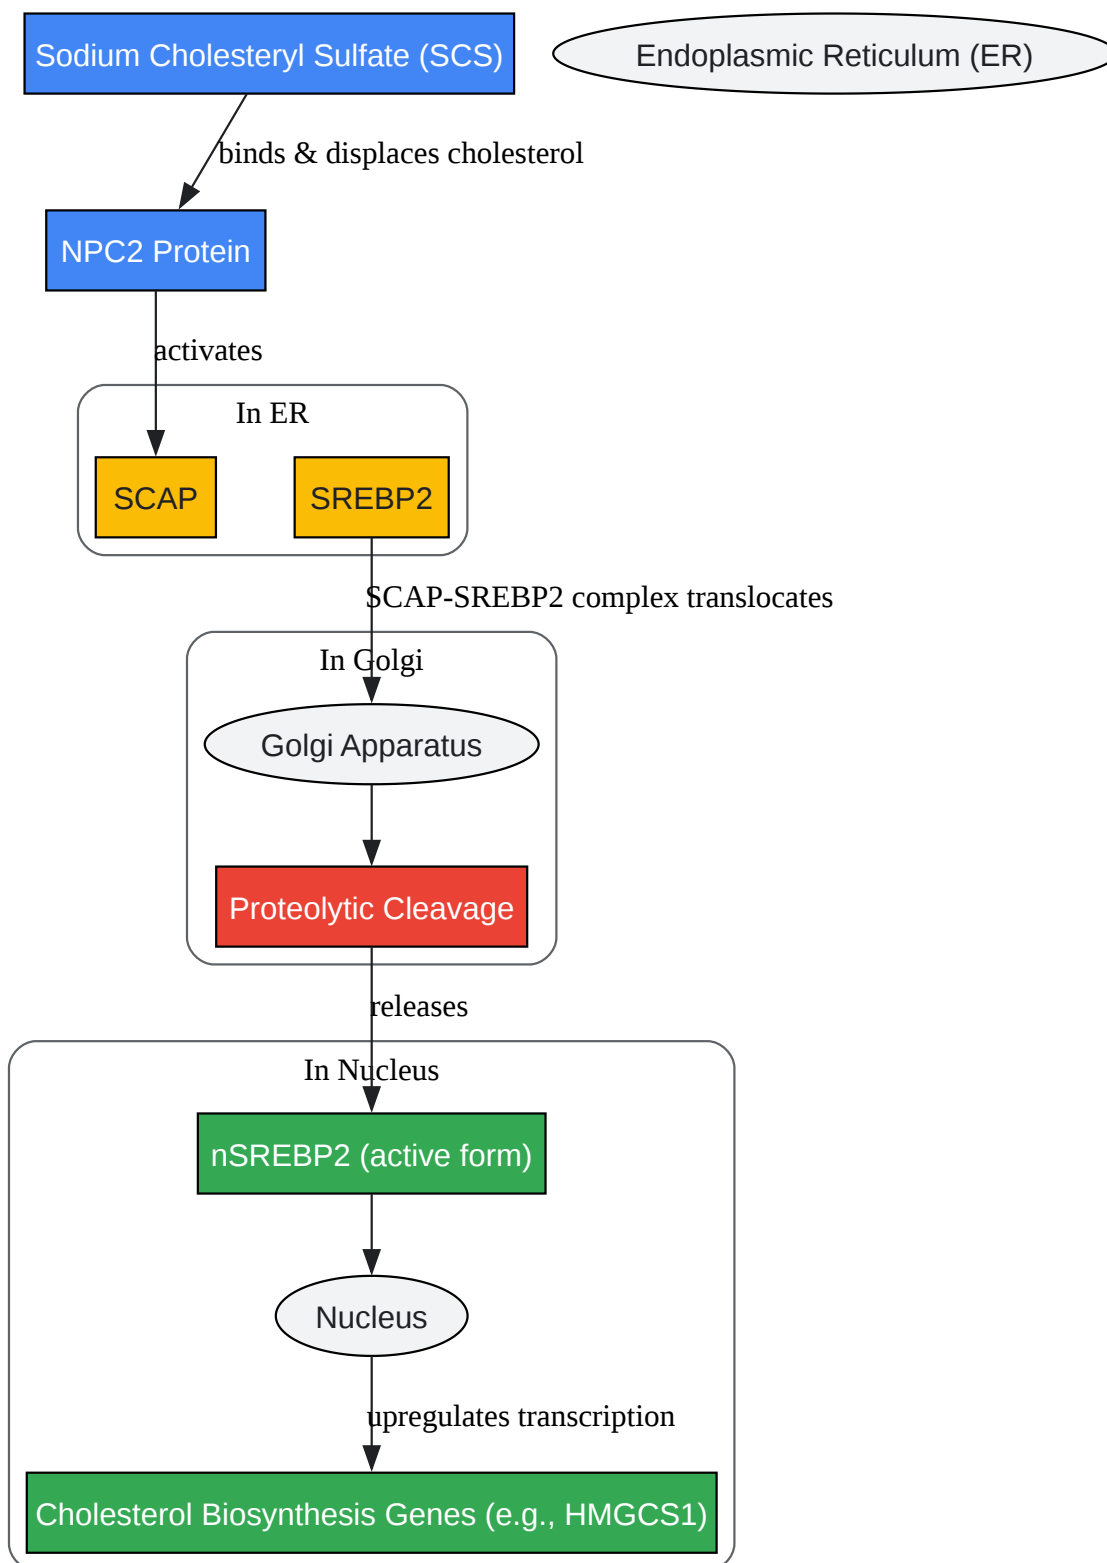 Sodium Cholesteryl Sulfate (SCS)
Endoplasmic Reticulum (ER)
binds & displaces cholesterol
NPC2 Protein
activates
In ER
SCAP
SREBP2
SCAP-SREBP2 complex translocates
In Golgi
Golgi Apparatus
Proteolytic Cleavage
releases
In Nucleus
nSREBP2 (active form)
Nucleus
upregulates transcription
Cholesterol Biosynthesis Genes (e.g., HMGCS1)